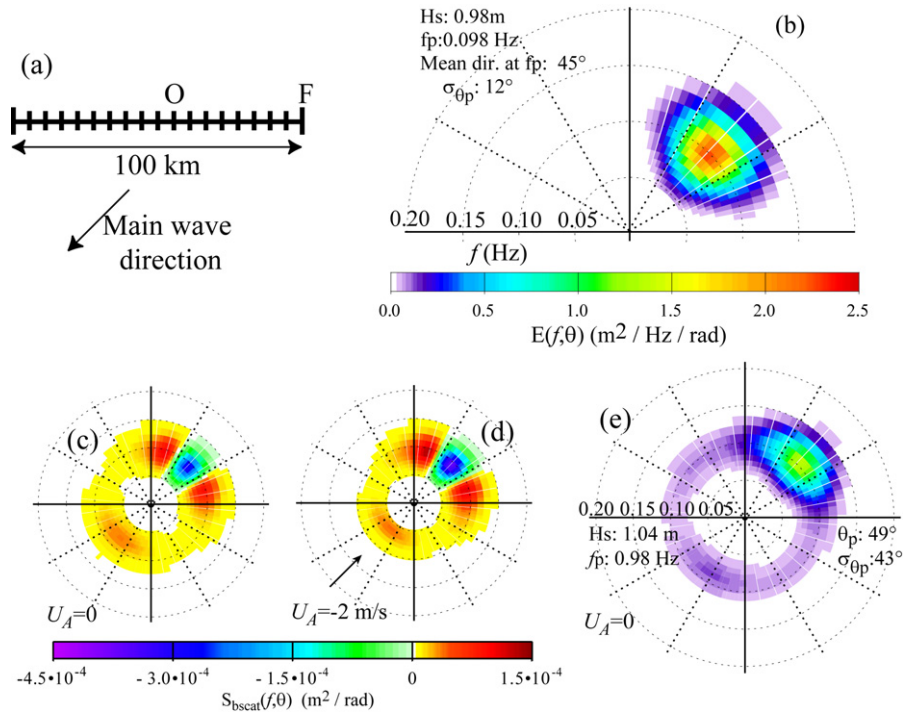 (a)
O
F
100 km
Main wave
direction
Hs: 0.98m
fp:0.098 Hz
Mean dir. at fp: 45°
σθp: 12°
(b)
0.20 0.15 0.10 0.05
f (Hz)
0.0 0.5 1.0 1.5 2.0 2.5
E(f,θ) (m² / Hz / rad)
(c)
U_A=0
(d)
U_A=-2 m/s
-4.5•10⁻⁴ - 3.0•10⁻⁴ -1.5•10⁻⁴ 0 1.5•10⁻⁴
S_bscat(f,θ) (m² / rad)
(e)
0.20 0.15 0.10 0.05
Hs: 1.04 m
fp: 0.98 Hz
θp: 49°
σθp:43°
U_A=0